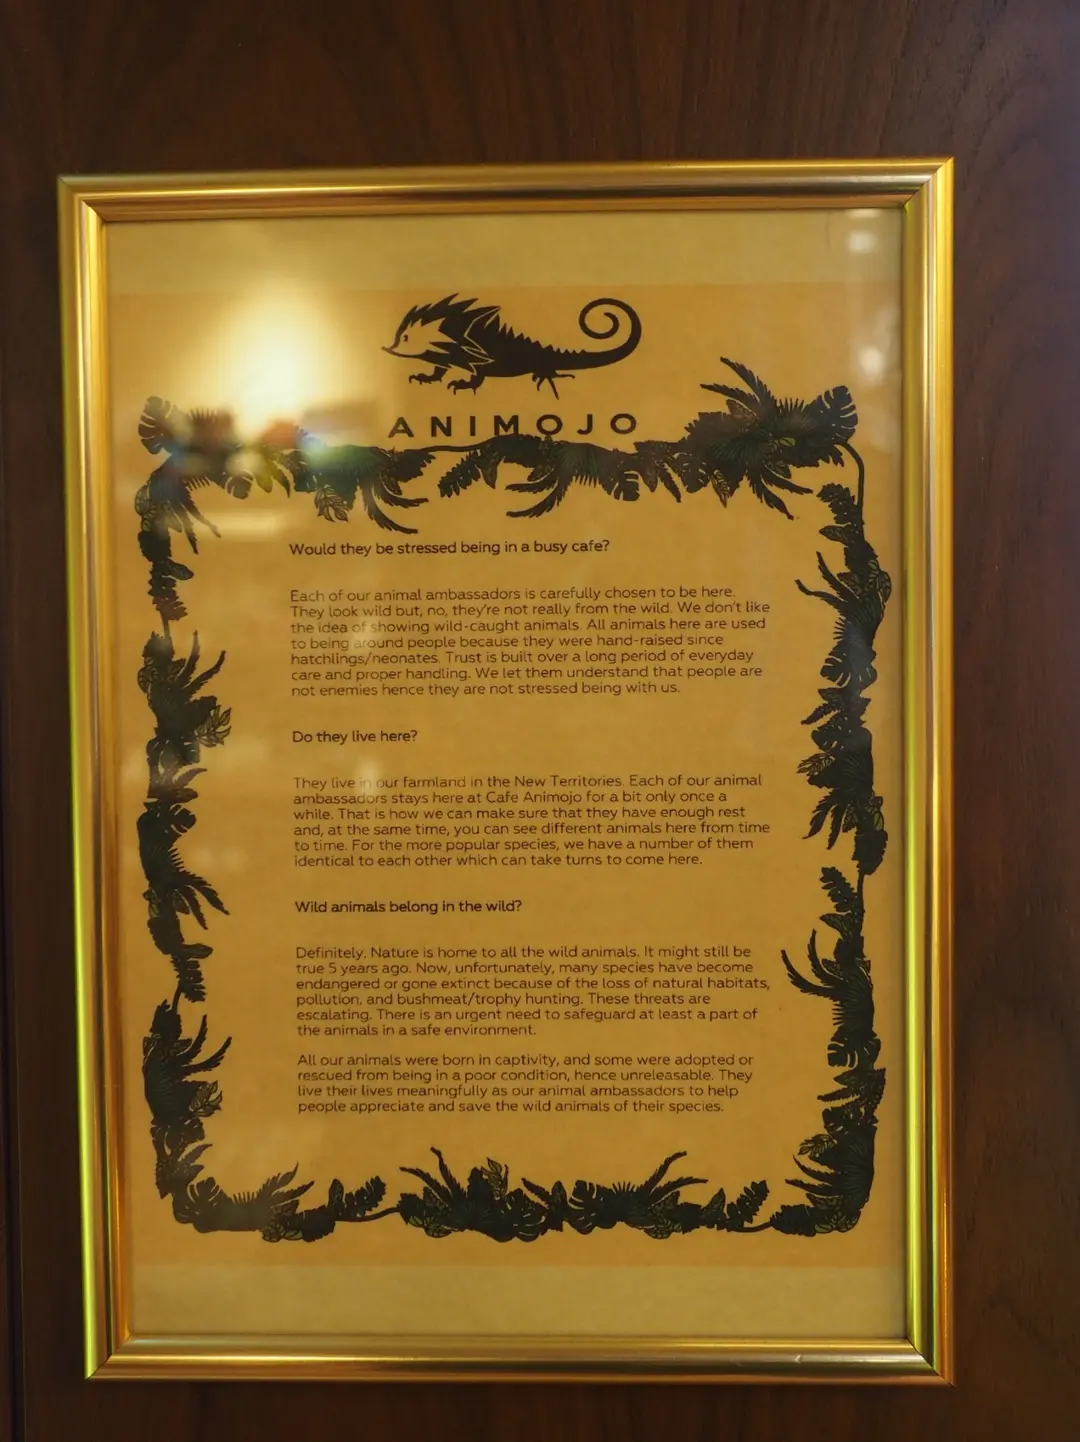 ANIMOJO
Would they be stressed being in a busy cafe?
Each of our animal ambassadors is carefully chosen to be here.
They look wild but, no, they're not really from the wild. We don't like
the idea of showing wild-caught animals. All animals here are used
to being around people because they were hand-raised since
hatchlings/neonates. Trust is built over a long period of everyday
care and proper handling. We let them understand that people are
not enemies hence they are not stressed being with us.
Do they live here?
They live in our farmland in the New Territories. Each of our animal
ambassadors stays here at Cafe Animojo for a bit only once a
while. That is how we can make sure that they have enough rest
and, at the same time, you can see different animals here from time
to time. For the more popular species, we have a number of them
identical to each other which can take turns to come here.
Wild animals belong in the wild?
Definitely. Nature is home to all the wild animals. It might still be
true 5 years ago. Now, unfortunately, many species have become
endangered or gone extinct because of the loss of natural habitats,
pollution, and bushmeat/trophy hunting. These threats are
escalating. There is an urgent need to safeguard at least a part of
the animals in a safe environment.
All our animals were born in captivity, and some were adopted or
rescued from being in a poor condition, hence unreleasable. They
live their lives meaningfully as our animal ambassadors to help
people appreciate and save the wild animals of their species.